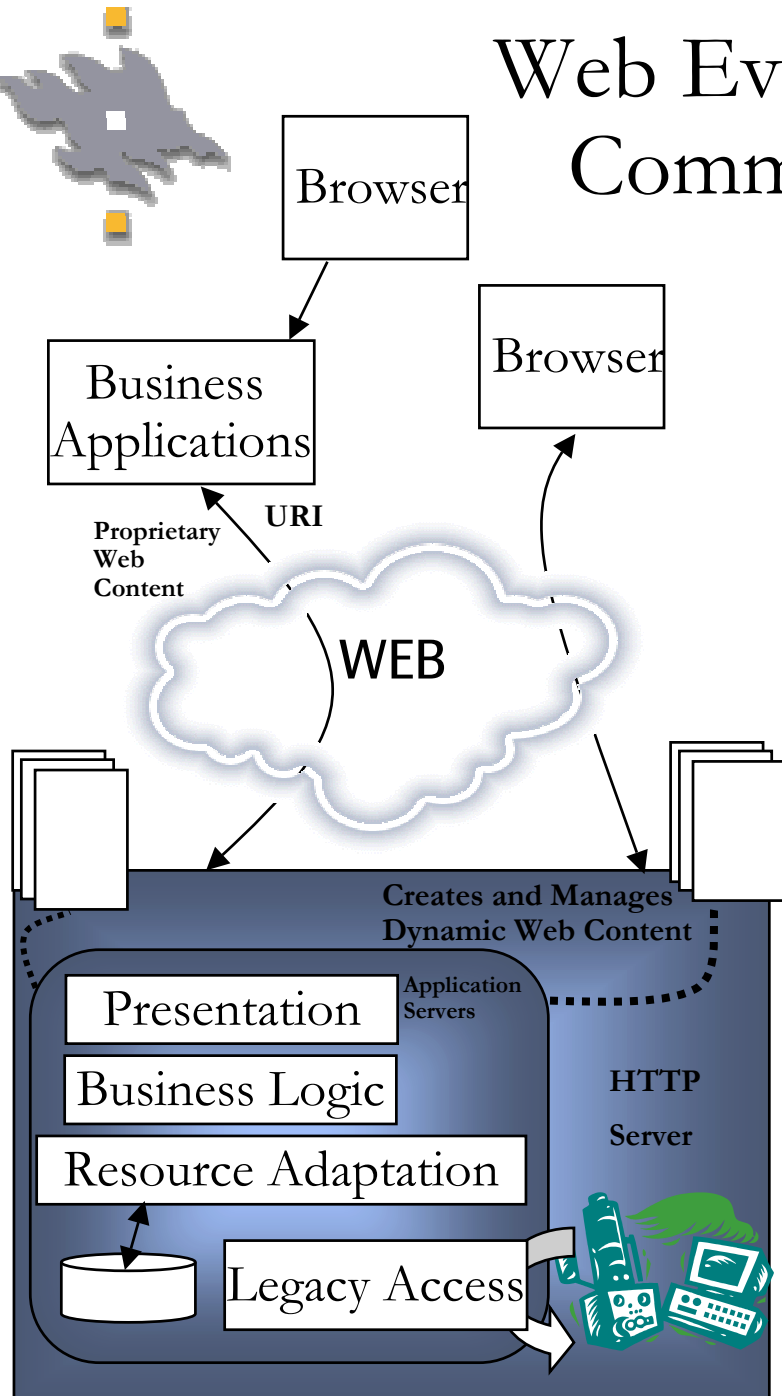 Web Ev
Comm
Browser
Browser
Business
Applications
URI
Proprietary
Web
Content
WEB
Creates and Manages
Dynamic Web Content
Application
Servers
Presentation
Business Logic
HTTP
Server
Resource Adaptation
Legacy Access